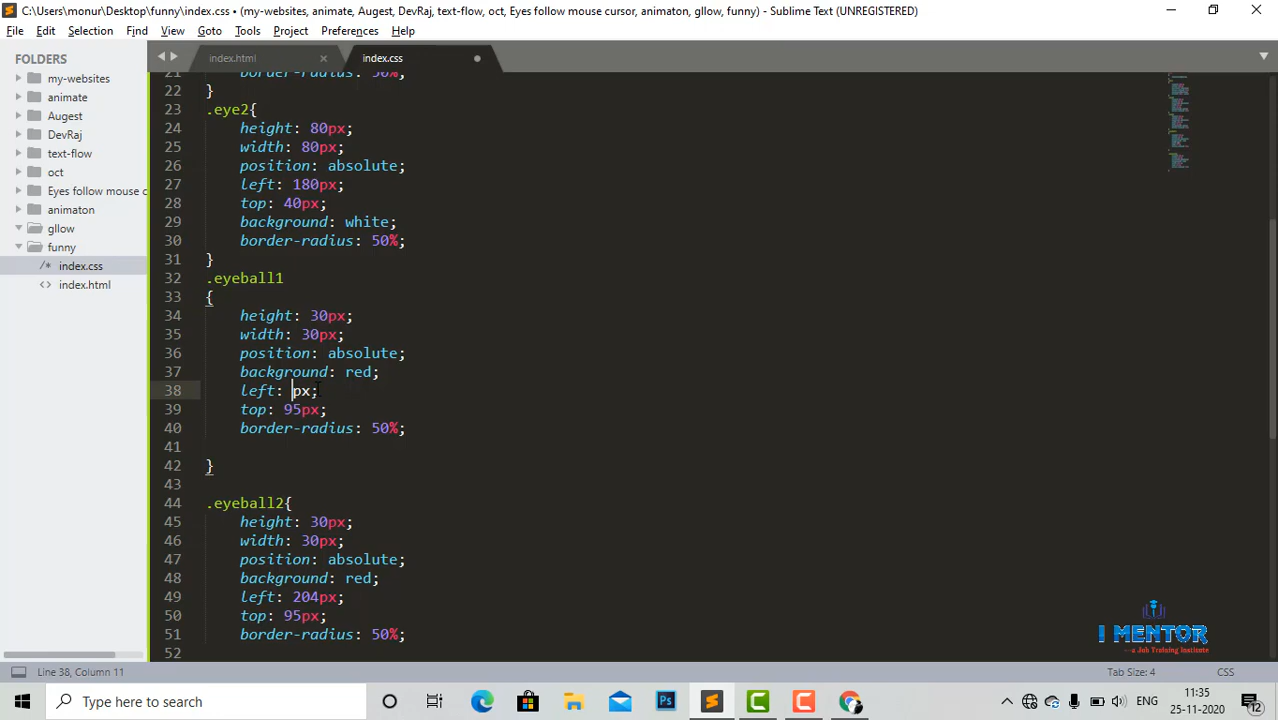 C:\Users\monur\Desktop\funny\index.css • (my-websites, animate, Augest, DevRaj, text-flow, oct, Eyes follow mouse cursor, animaton, gllow, funny) - Sublime Text (UNREGISTERED)
File Edit Selection Find View Goto Tools Project Preferences Help
FOLDERS
my-websites
animate
Augest
DevRaj
text-flow
oct
Eyes follow mouse c
animaton
gllow
funny
/* index.css
<> index.html
index.html × index.css
21 border-radius: 50%;
22 }
23 .eye2{
24 height: 80px;
25 width: 80px;
26 position: absolute;
27 left: 180px;
28 top: 40px;
29 background: white;
30 border-radius: 50%;
31 }
32 .eyeball1
33 {
34 height: 30px;
35 width: 30px;
36 position: absolute;
37 background: red;
38 left: px;
39 top: 95px;
40 border-radius: 50%;
41
42 }
43
44 .eyeball2{
45 height: 30px;
46 width: 30px;
47 position: absolute;
48 background: red;
49 left: 204px;
50 top: 95px;
51 border-radius: 50%;
52
I MENTOR
—a Job Training Institute
Line 38, Column 11 Tab Size: 4 CSS
Type here to search
Ps
ENG
11:35
25-11-2020
12